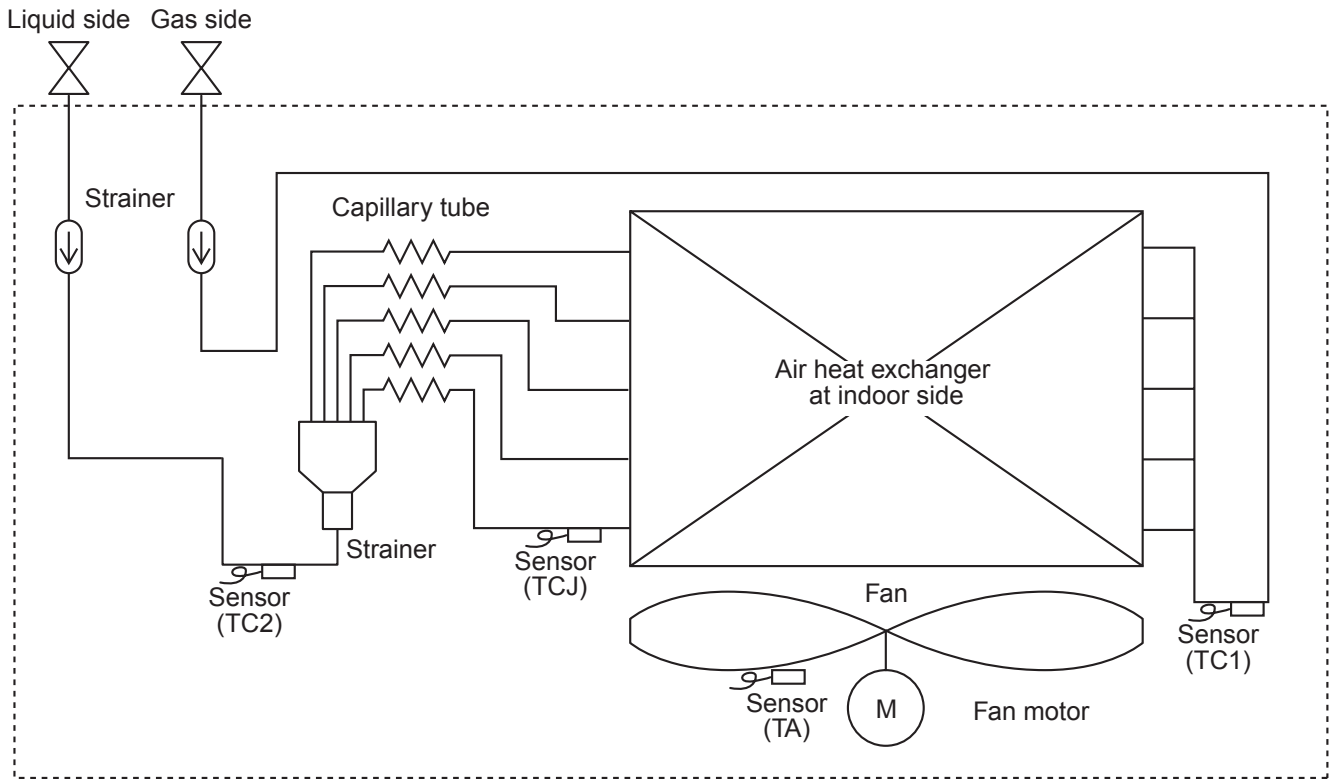 Liquid side
Gas side
Strainer
Capillary tube
Air heat exchanger
at indoor side
Strainer
Sensor
(TCJ)
Sensor
(TC2)
Fan
Sensor
(TC1)
Sensor
(TA)
M
Fan motor